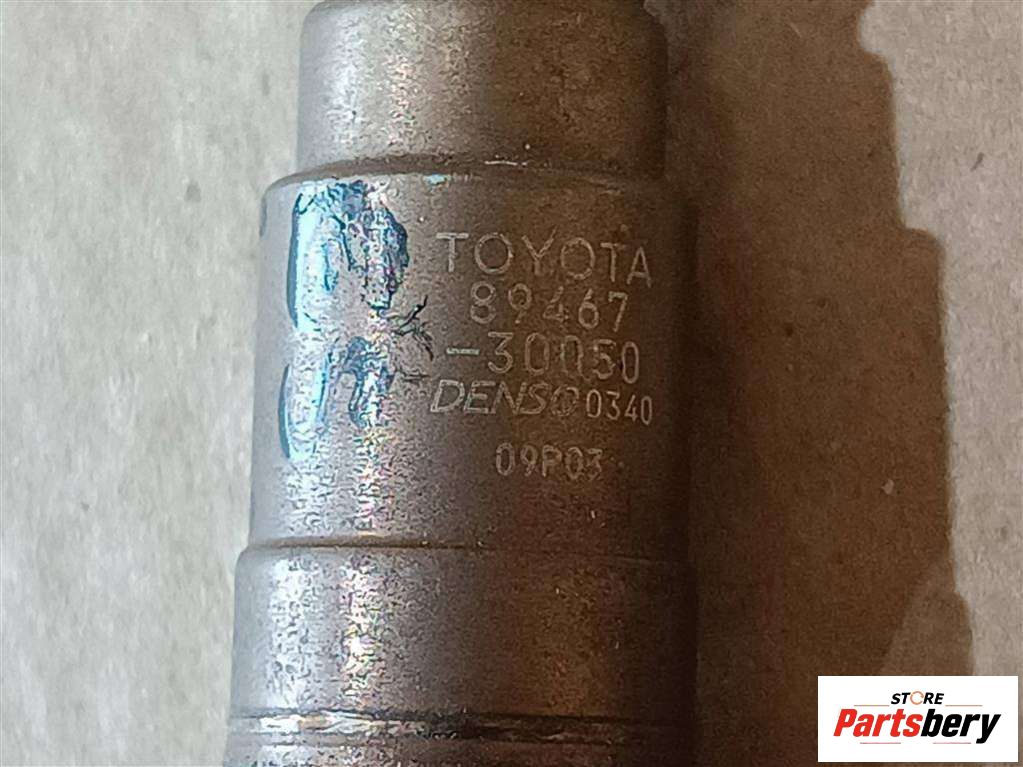 TOYOTA
89467
-30050
DENSO 0340
09P03
STORE
Partsbery